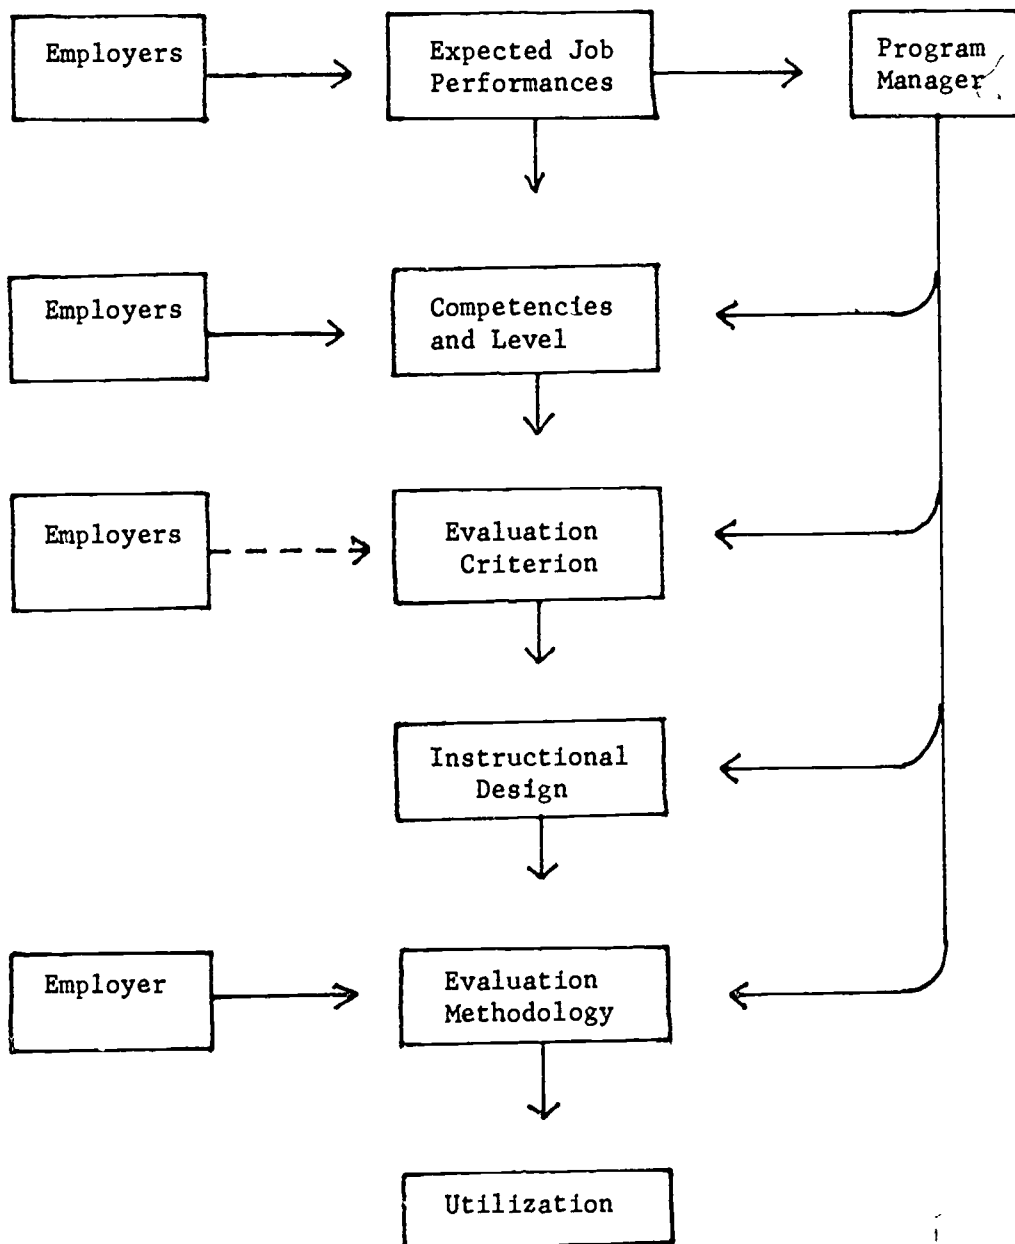 Employers
Expected Job
Performances
Program
Manager
Employers
Competencies
and Level
Employers
Evaluation
Criterion
Instructional
Design
Employer
Evaluation
Methodology
Utilization